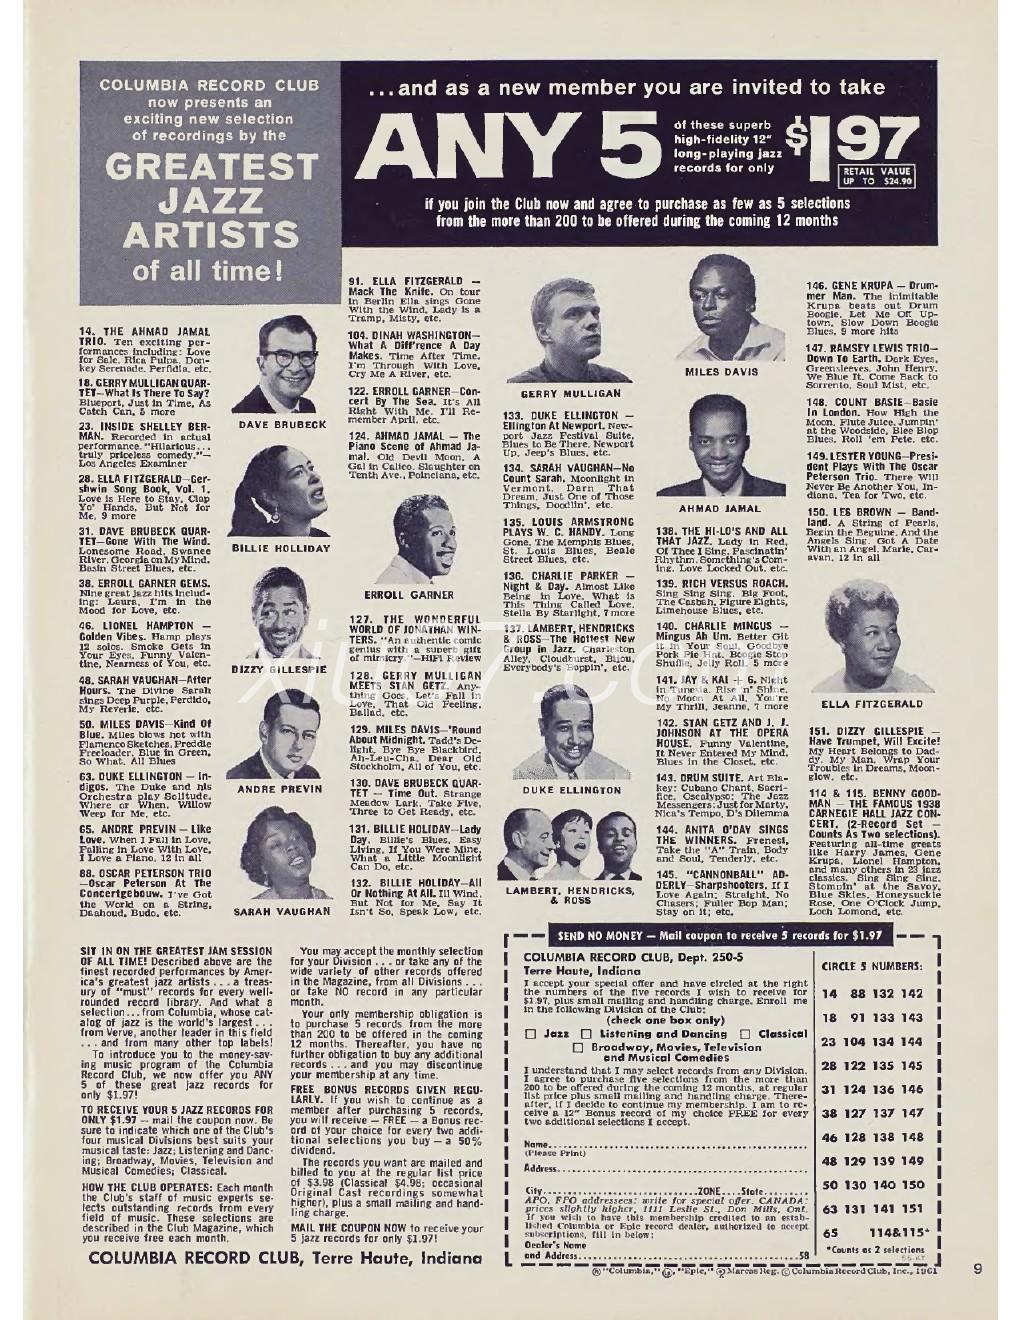 COLUMBIA RECORD CLUB
now presents an
exciting new selection
of recordings by the
GREATEST
JAZZ
ARTISTS
of all time!
...and as a new member you are invited to take
ANY 5
of these superb
high-fidelity 12"
long-playing jazz
records for only
$1.97
RETAIL VALUE
UP TO $24.90
if you join the Club now and agree to purchase as few as 5 selections
from the more than 200 to be offered during the coming 12 months
14. THE AHMAD JAMAL
TRIO. Ten exciting per-
formances including: Love
for Sale, Rica Pulpa, Don-
key Serenade, Perfidia, etc.
18. GERRY MULLIGAN QUAR-
TET—What Is There To Say?
Blueport, Just in Time, As
Catch Can, 5 more
23. INSIDE SHELLEY BER-
MAN. Recorded in actual
performance. "Hilarious...
truly priceless comedy."—
Los Angeles Examiner
28. ELLA FITZGERALD—Ger-
shwin Song Book, Vol. 1.
Love is Here to Stay, Clap
Yo' Hands, But Not for
Me, 9 more
31. DAVE BRUBECK QUAR-
TET—Gone With The Wind.
Lonesome Road, Swanee
River, Georgia on My Mind,
Basin Street Blues, etc.
38. ERROLL GARNER GEMS.
Nine great jazz hits includ-
ing: Laura, I'm in the
Mood for Love, etc.
46. LIONEL HAMPTON —
Golden Vibes. Hamp plays
12 solos. Smoke Gets in
Your Eyes, Funny Valen-
tine, Nearness of You, etc.
48. SARAH VAUGHAN—After
Hours. The Divine Sarah
sings Deep Purple, Perdido,
My Reverie, etc.
50. MILES DAVIS—Kind Of
Blue. Miles blows hot with
Flamenco Sketches, Freddie
Freeloader, Blue in Green,
So What, All Blues
63. DUKE ELLINGTON — In-
digos. The Duke and his
Orchestra play Solitude,
Where or When, Willow
Weep for Me, etc.
65. ANDRE PREVIN — Like
Love. When I Fall in Love,
Falling in Love With Love,
I Love a Piano, 12 in all
88. OSCAR PETERSON TRIO
—Oscar Peterson At The
Concertgebouw. I've Got
the World on a String,
Daahoud, Budo, etc.
DAVE BRUBECK
BILLIE HOLLIDAY
DIZZY GILLESPIE
ANDRE PREVIN
SARAH VAUGHAN
91. ELLA FITZGERALD —
Mack The Knife. On tour
in Berlin Ella sings Gone
With the Wind, Lady is a
Tramp, Misty, etc.
104. DINAH WASHINGTON—
What A Diff'rence A Day
Makes. Time After Time,
I'm Through With Love,
Cry Me A River, etc.
122. ERROLL GARNER—Con-
cert By The Sea. It's All
Right With Me, I'll Re-
member April, etc.
124. AHMAD JAMAL — The
Piano Scene of Ahmad Ja-
mal. Old Devil Moon, A
Gal in Calico, Slaughter on
Tenth Ave., Poinciana, etc.
ERROLL GARNER
127. THE WONDERFUL
WORLD OF JONATHAN WIN-
TERS. "An authentic comic
genius with a superb gift
of mimicry."—HiFi Review
128. GERRY MULLIGAN
MEETS STAN GETZ. Any-
thing Goes, Let's Fall in
Love, That Old Feeling,
Ballad, etc.
129. MILES DAVIS—'Round
About Midnight. Tadd's De-
light, Bye Bye Blackbird,
Ah-Leu-Cha, Dear Old
Stockholm, All of You, etc.
130. DAVE BRUBECK QUAR-
TET — Time Out. Strange
Meadow Lark, Take Five,
Three to Get Ready, etc.
131. BILLIE HOLIDAY—Lady
Day. Billie's Blues, Easy
Living, If You Were Mine,
What a Little Moonlight
Can Do, etc.
132. BILLIE HOLIDAY—All
Or Nothing At All. Ill Wind,
But Not for Me, Say It
Isn't So, Speak Low, etc.
GERRY MULLIGAN
133. DUKE ELLINGTON —
Ellington At Newport. New-
port Jazz Festival Suite,
Blues to Be There, Newport
Up, Jeep's Blues, etc.
134. SARAH VAUGHAN—No
Count Sarah. Moonlight in
Vermont, Darn That
Dream, Just One of Those
Things, Doodlin', etc.
135. LOUIS ARMSTRONG
PLAYS W. C. HANDY. Long
Gone, The Memphis Blues,
St. Louis Blues, Beale
Street Blues, etc.
136. CHARLIE PARKER —
Night & Day. Almost Like
Being in Love, What is
This Thing Called Love,
Stella By Starlight, 7 more
137. LAMBERT, HENDRICKS
& ROSS—The Hottest New
Group in Jazz. Charleston
Alley, Cloudburst, Bijou,
Everybody's Boppin', etc.
DUKE ELLINGTON
LAMBERT, HENDRICKS,
& ROSS
MILES DAVIS
AHMAD JAMAL
138. THE HI-LO'S AND ALL
THAT JAZZ. Lady in Red,
Of Thee I Sing, Fascinatin'
Rhythm, Something's Com-
ing, Love Locked Out, etc.
139. RICH VERSUS ROACH.
Sing Sing Sing, Big Foot,
The Casbah, Figure Eights,
Limehouse Blues, etc.
140. CHARLIE MINGUS —
Mingus Ah Um. Better Git
It in Your Soul, Goodbye
Pork Pie Hat, Boogie Stop
Shuffle, Jelly Roll, 5 more
141. JAY & KAI + 6. Night
in Tunesia, Rise 'n' Shine,
No Moon At All, You're
My Thrill, Jeanne, 7 more
142. STAN GETZ AND J. J.
JOHNSON AT THE OPERA
HOUSE. Funny Valentine,
It Never Entered My Mind,
Blues in the Closet, etc.
143. DRUM SUITE. Art Bla-
key: Cubano Chant, Sacri-
fice, Oscalypso; The Jazz
Messengers: Just for Marty,
Nica's Tempo, D's Dilemma
144. ANITA O'DAY SINGS
THE WINNERS. Frenesi,
Take the "A" Train, Body
and Soul, Tenderly, etc.
145. "CANNONBALL" AD-
DERLY—Sharpshooters. If I
Love Again; Straight, No
Chasers; Fuller Bop Man;
Stay on It; etc.
146. GENE KRUPA — Drum-
mer Man. The inimitable
Krupa beats out Drum
Boogie, Let Me Off Up-
town, Slow Down Boogie
Blues, 9 more hits
147. RAMSEY LEWIS TRIO—
Down To Earth. Dark Eyes,
Greensleeves, John Henry,
We Blue It, Come Back to
Sorrento, Soul Mist, etc.
148. COUNT BASIE—Basie
In London. How High the
Moon, Flute Juice, Jumpin'
at the Woodside, Blee Blop
Blues, Roll 'em Pete, etc.
149. LESTER YOUNG—Presi-
dent Plays With The Oscar
Peterson Trio. There Will
Never Be Another You, In-
diana, Tea for Two, etc.
150. LES BROWN — Band-
land. A String of Pearls,
Begin the Beguine, And the
Angels Sing, Got A Date
With an Angel, Marie, Car-
avan, 12 in all
ELLA FITZGERALD
151. DIZZY GILLESPIE —
Have Trumpet, Will Excite!
My Heart Belongs to Dad-
dy, My Man, Wrap Your
Troubles in Dreams, Moon-
glow, etc.
114 & 115. BENNY GOOD-
MAN — THE FAMOUS 1938
CARNEGIE HALL JAZZ CON-
CERT. (2-Record Set —
Counts As Two selections).
Featuring all-time greats
like Harry James, Gene
Krupa, Lionel Hampton,
and many others in 23 jazz
classics. Sing Sing Sing,
Stompin' at the Savoy,
Blue Skies, Honeysuckle
Rose, One O'Clock Jump,
Loch Lomond, etc.
SIT IN ON THE GREATEST JAM SESSION
OF ALL TIME! Described above are the
finest recorded performances by Amer-
ica's greatest jazz artists . . . a treas-
ury of "must" records for every well-
rounded record library. And what a
selection . . . from Columbia, whose cat-
alog of jazz is the world's largest . . .
from Verve, another leader in this field
. . . and from many other top labels!
To introduce you to the money-sav-
ing music program of the Columbia
Record Club, we now offer you ANY
5 of these great jazz records for
only $1.97!
TO RECEIVE YOUR 5 JAZZ RECORDS FOR
ONLY $1.97 — mail the coupon now. Be
sure to indicate which one of the Club's
four musical Divisions best suits your
musical taste: Jazz; Listening and Danc-
ing; Broadway, Movies, Television and
Musical Comedies; Classical.
HOW THE CLUB OPERATES: Each month
the Club's staff of music experts se-
lects outstanding records from every
field of music. These selections are
described in the Club Magazine, which
you receive free each month.
You may accept the monthly selection
for your Division . . . or take any of the
wide variety of other records offered
in the Magazine, from all Divisions . . .
or take NO record in any particular
month.
Your only membership obligation is
to purchase 5 records from the more
than 200 to be offered in the coming
12 months. Thereafter, you have no
further obligation to buy any additional
records . . . and you may discontinue
your membership at any time.
FREE BONUS RECORDS GIVEN REGU-
LARLY. If you wish to continue as a
member after purchasing 5 records,
you will receive — FREE — a Bonus rec-
ord of your choice for every two addi-
tional selections you buy — a 50%
dividend.
The records you want are mailed and
billed to you at the regular list price
of $3.98 (Classical $4.98; occasional
Original Cast recordings somewhat
higher), plus a small mailing and hand-
ling charge.
MAIL THE COUPON NOW to receive your
5 jazz records for only $1.97!
COLUMBIA RECORD CLUB, Terre Haute, Indiana
SEND NO MONEY — Mail coupon to receive 5 records for $1.97
COLUMBIA RECORD CLUB, Dept. 250-5
Terre Haute, Indiana
I accept your special offer and have circled at the right
the numbers of the five records I wish to receive for
$1.97, plus small mailing and handling charge. Enroll me
in the following Division of the Club:
(check one box only)
Jazz Listening and Dancing Classical
Broadway, Movies, Television
and Musical Comedies
I understand that I may select records from any Division.
I agree to purchase five selections from the more than
200 to be offered during the coming 12 months, at regular
list price plus small mailing and handling charge. There-
after, if I decide to continue my membership, I am to re-
ceive a 12" Bonus record of my choice FREE for every
two additional selections I accept.
Name
(Please Print)
Address
City ZONE State
APO, FPO addressees: write for special offer. CANADA:
prices slightly higher, 1111 Leslie St., Don Mills, Ont.
If you wish to have this membership credited to an estab-
lished Columbia or Epic record dealer, authorized to accept
subscriptions, fill in below:
Dealer's Name
and Address 58
CIRCLE 5 NUMBERS:
14 88 132 142
18 91 133 143
23 104 134 144
28 122 135 145
31 124 136 146
38 127 137 147
46 128 138 148
48 129 139 149
50 130 140 150
63 131 141 151
65 114&115*
*Counts as 2 selections
® "Columbia," "Epic," Marcas Reg. © Columbia Record Club, Inc., 1961
9